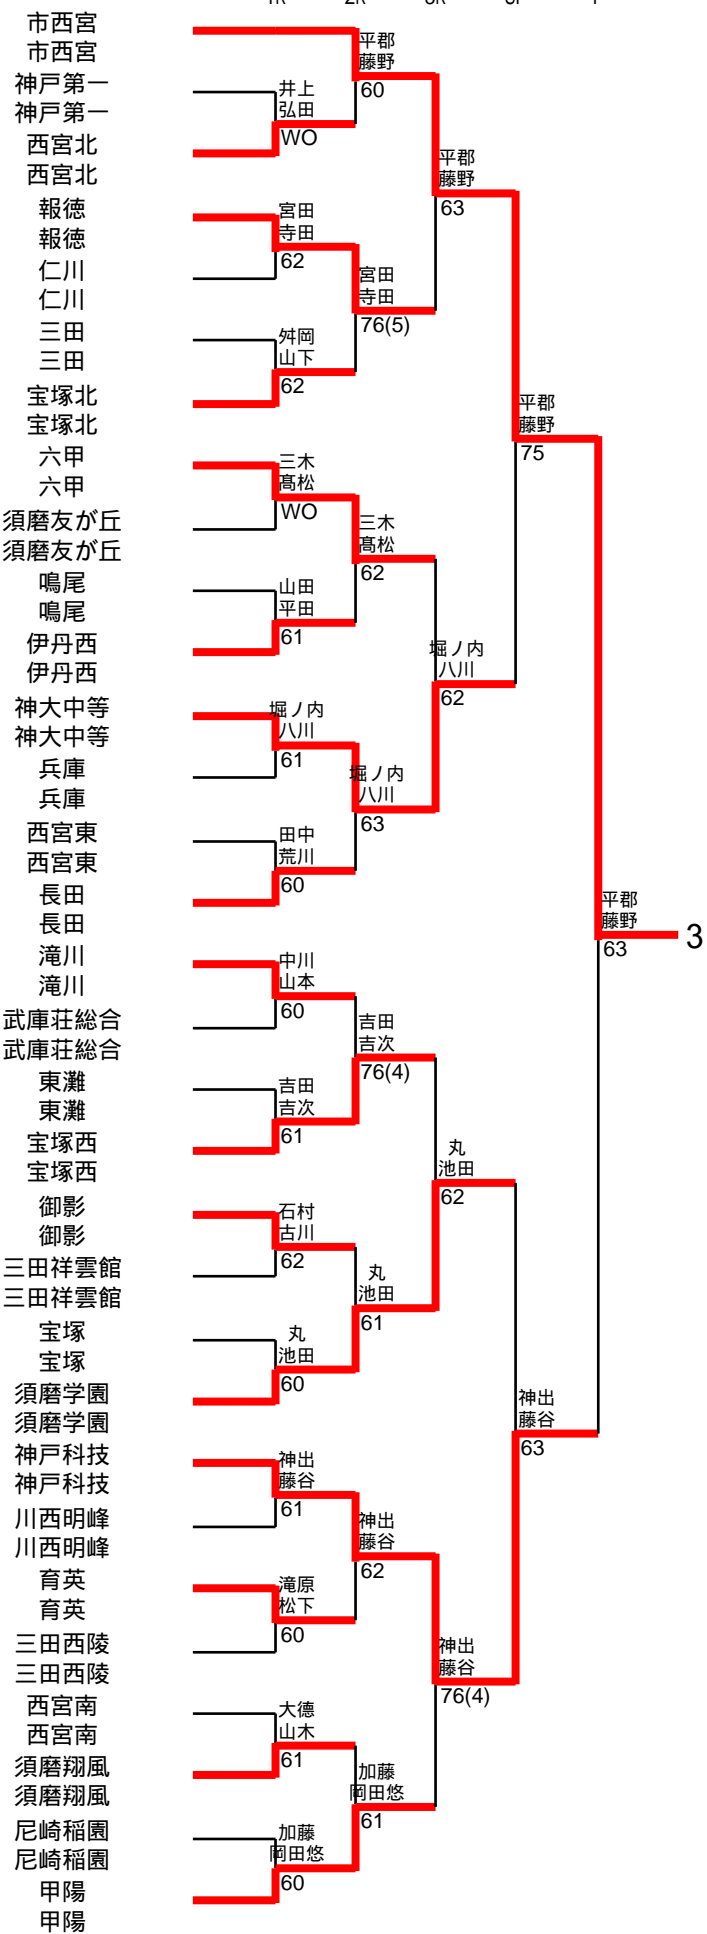 市西宮
市西宮
平郡
藤野
60
神戸第一
神戸第一
井上
弘田
WO
西宮北
西宮北
平郡
藤野
63
報徳
報徳
宮田
寺田
62
仁川
仁川
宮田
寺田
76(5)
三田
三田
舛岡
山下
62
宝塚北
宝塚北
平郡
藤野
75
六甲
六甲
三木
髙松
WO
須磨友が丘
須磨友が丘
三木
髙松
62
鳴尾
鳴尾
山田
平田
61
伊丹西
伊丹西
堀ノ内
八川
62
神大中等
神大中等
堀ノ内
八川
61
兵庫
兵庫
堀ノ内
八川
63
西宮東
西宮東
田中
荒川
60
長田
長田
平郡
藤野
63
3
滝川
滝川
中川
山本
60
武庫荘総合
武庫荘総合
吉田
吉次
76(4)
東灘
東灘
吉田
吉次
61
宝塚西
宝塚西
丸
池田
62
御影
御影
石村
古川
62
三田祥雲館
三田祥雲館
丸
池田
61
宝塚
宝塚
丸
池田
60
須磨学園
須磨学園
神出
藤谷
63
神戸科技
神戸科技
神出
藤谷
61
川西明峰
川西明峰
神出
藤谷
62
育英
育英
滝原
松下
60
三田西陵
三田西陵
神出
藤谷
76(4)
西宮南
西宮南
大德
山木
61
須磨翔風
須磨翔風
加藤
岡田悠
61
尼崎稲園
尼崎稲園
加藤
岡田悠
60
甲陽
甲陽